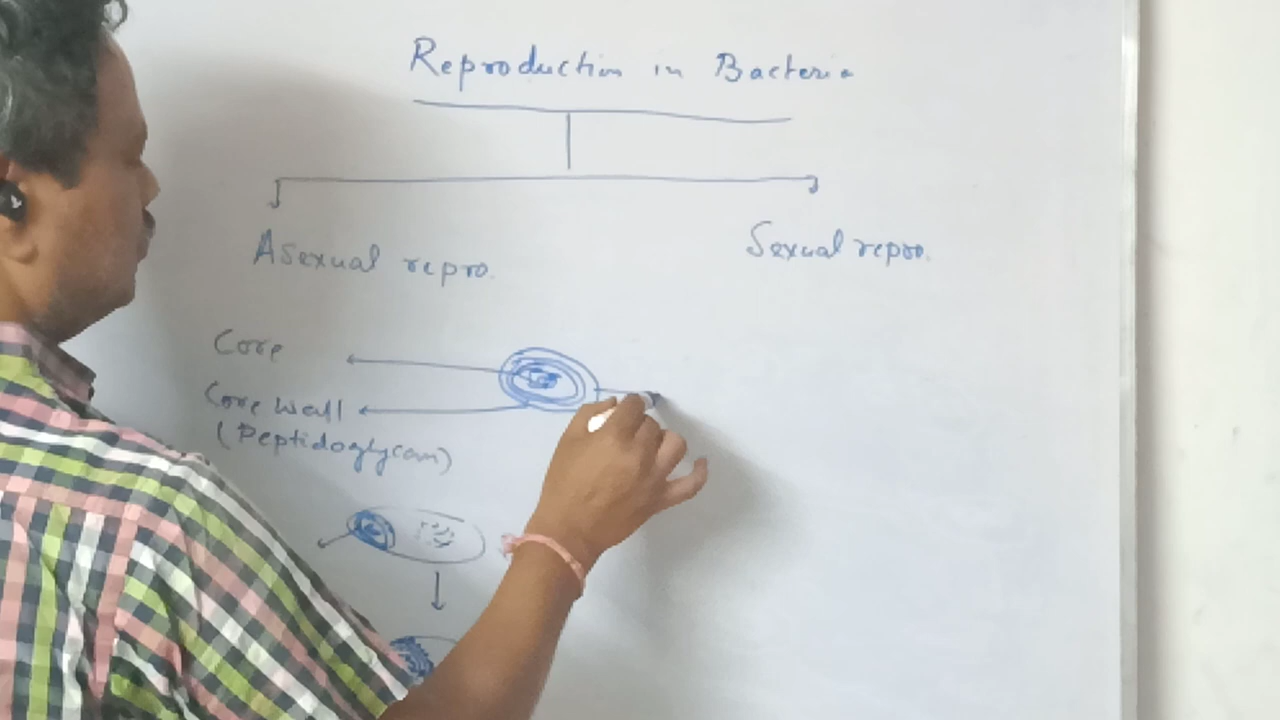 Reproduction in Bacteria
Asexual repro.
Sexual repro.
Core
Core wall
(Peptidoglycan)